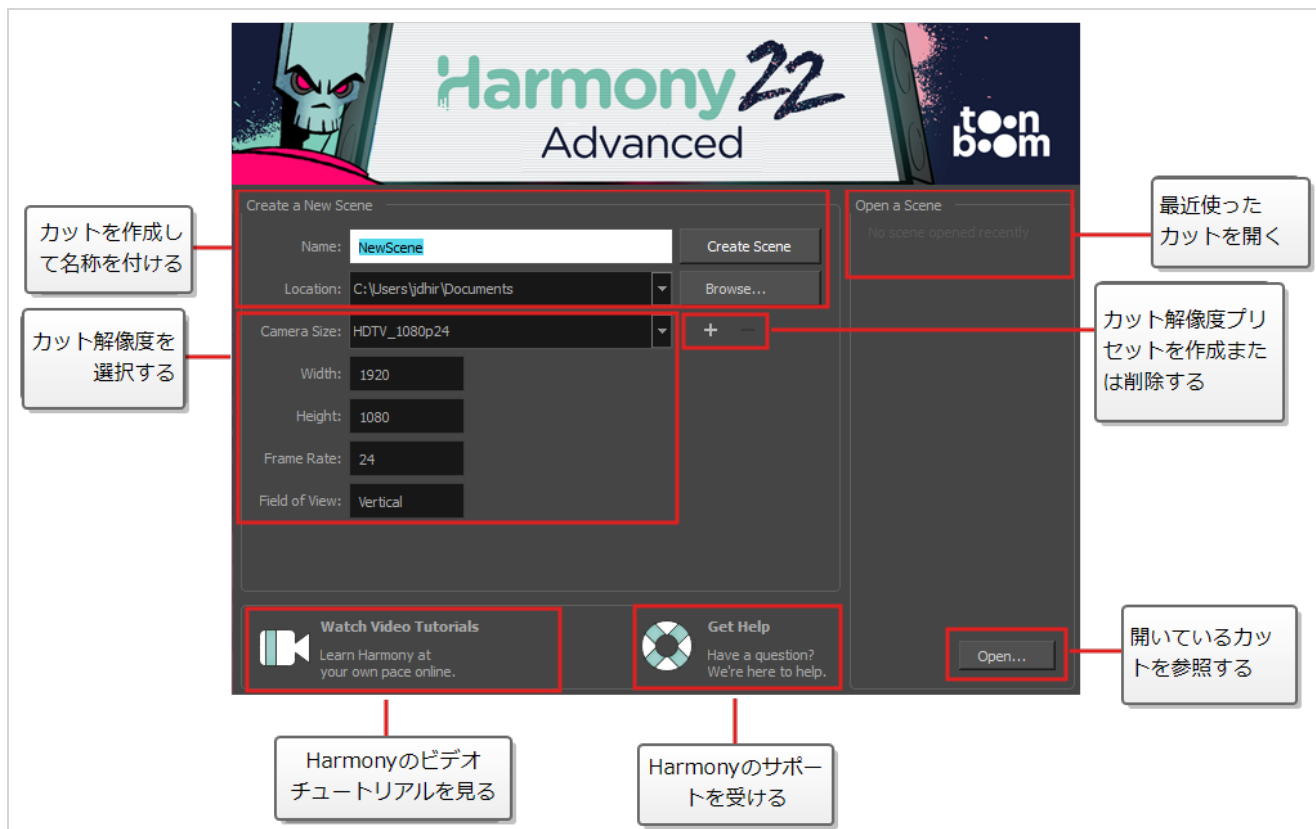 Harmony 22
Advanced
toon
boom
カットを作成し
て名称を付ける
カット解像度を
選択する
Create a New Scene
Name: NewScene Create Scene
Location: C:\Users\jdhir\Documents Browse...
Camera Size: HDTV_1080p24 + −
Width: 1920
Height: 1080
Frame Rate: 24
Field of View: Vertical
Open a Scene
No scene opened recently
最近使った
カットを開く
カット解像度プリ
セットを作成また
は削除する
Watch Video Tutorials
Learn Harmony at
your own pace online.
Get Help
Have a question?
We're here to help.
Open...
開いているカッ
トを参照する
Harmonyのビデオ
チュートリアルを見る
Harmonyのサポー
トを受ける